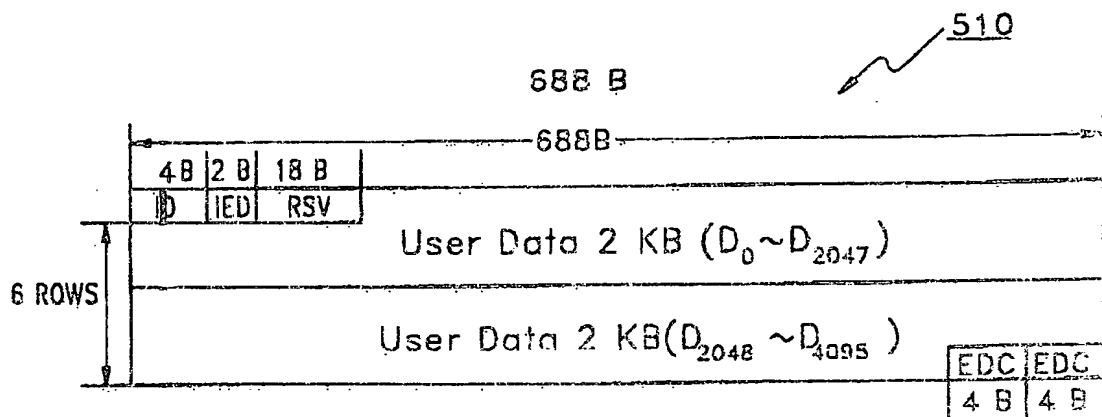 510
688 B
688B
4 B 2 B 18 B
ID IED RSV
User Data 2 KB (D0~D2047)
6 ROWS
User Data 2 KB(D2048 ~D4095 )
EDC EDC
4 B 4 B